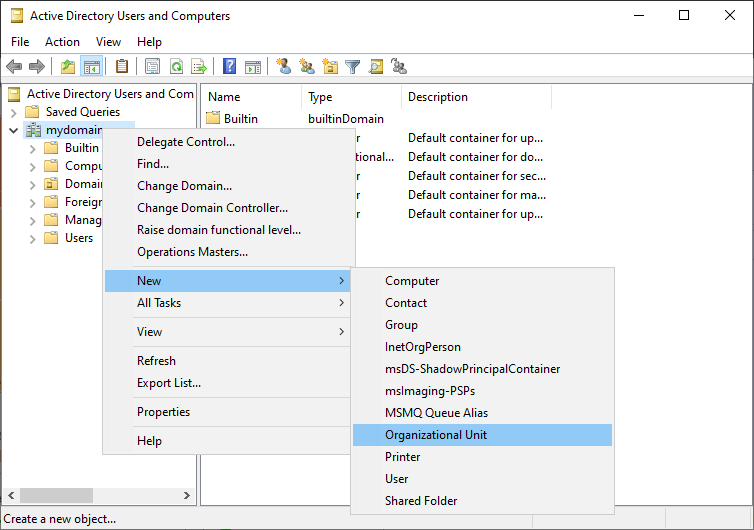 Active Directory Users and Computers
File Action View Help
Active Directory Users and Com
Saved Queries
mydomain
Builtin
Compu
Domai
Foreig
Manag
Users
Name Type Description
Builtin builtinDomain
r Default container for up...
tional... Default container for do...
r Default container for sec...
r Default container for ma...
r Default container for up...
Delegate Control...
Find...
Change Domain...
Change Domain Controller...
Raise domain functional level...
Operations Masters...
New
All Tasks
View
Refresh
Export List...
Properties
Help
Computer
Contact
Group
InetOrgPerson
msDS-ShadowPrincipalContainer
msImaging-PSPs
MSMQ Queue Alias
Organizational Unit
Printer
User
Shared Folder
Create a new object...